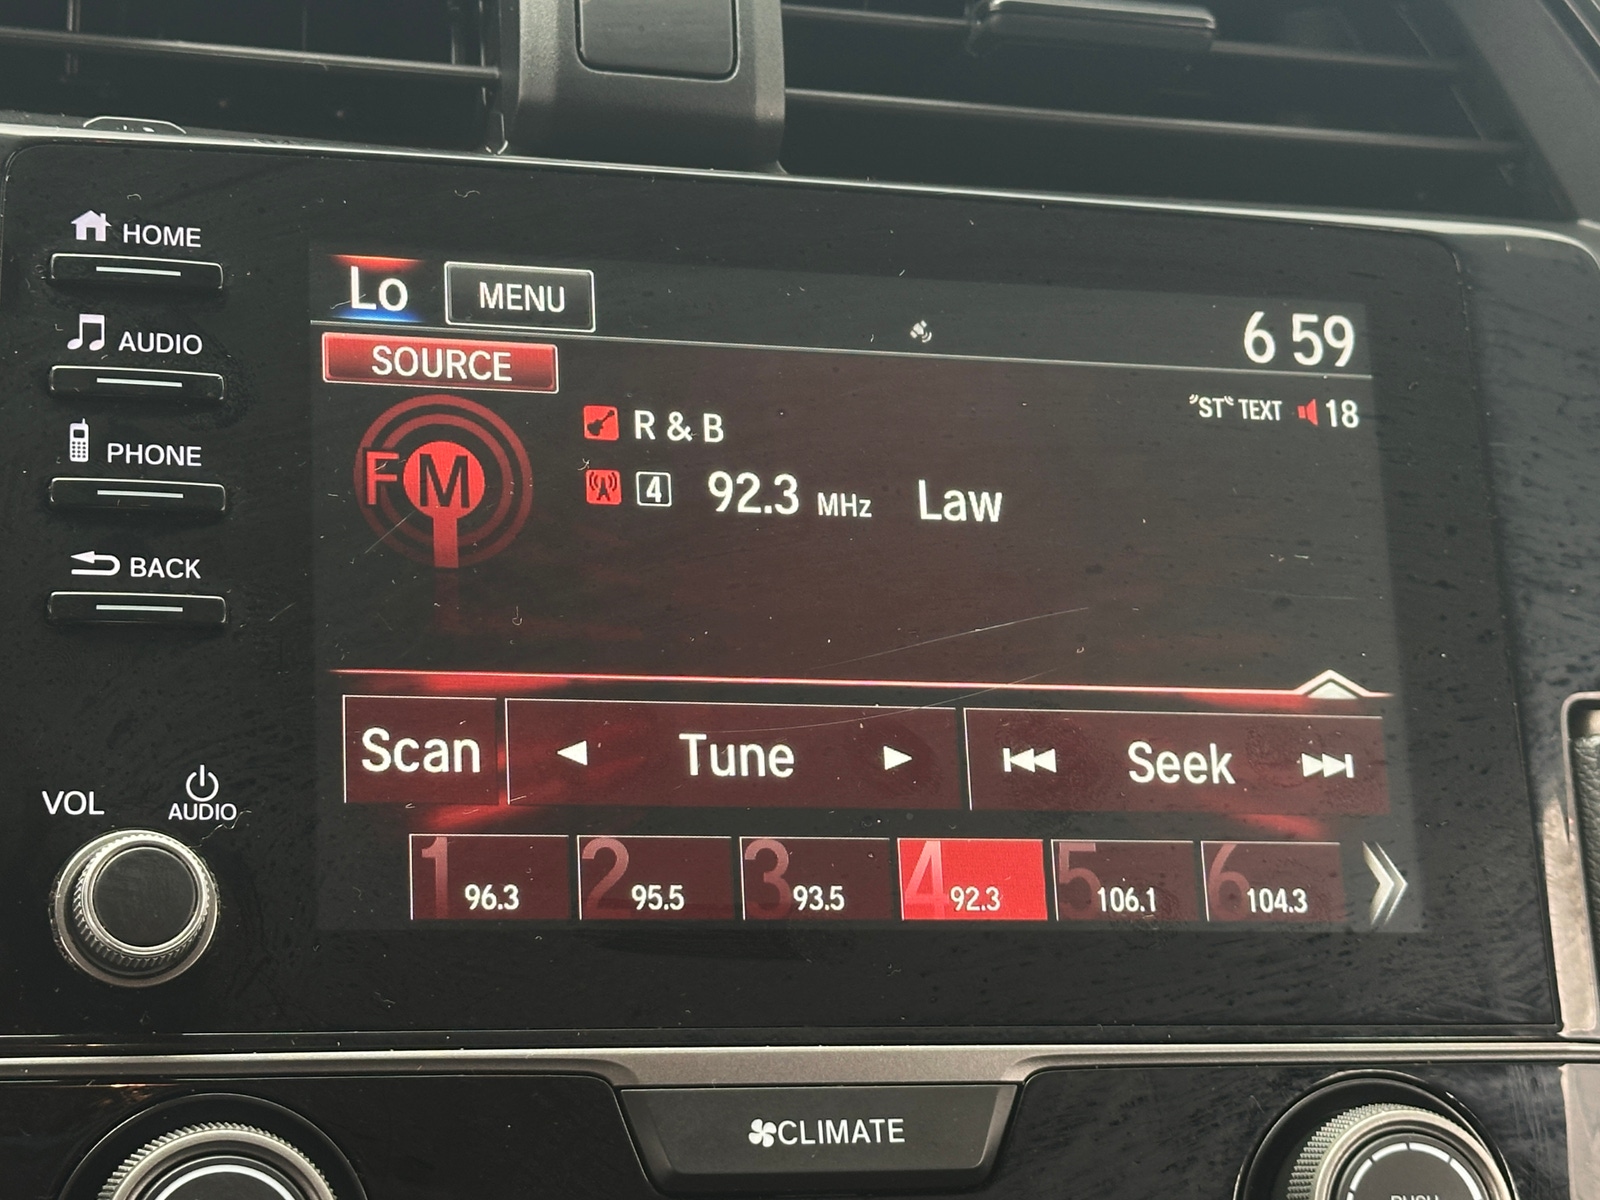 HOME
AUDIO
PHONE
BACK
VOL
AUDIO
Lo MENU
6 59
SOURCE
"ST" TEXT 18
FM
R & B
4 92.3 MHz Law
Scan Tune Seek
1 96.3
2 95.5
3 93.5
4 92.3
5 106.1
6 104.3
CLIMATE
PUSH